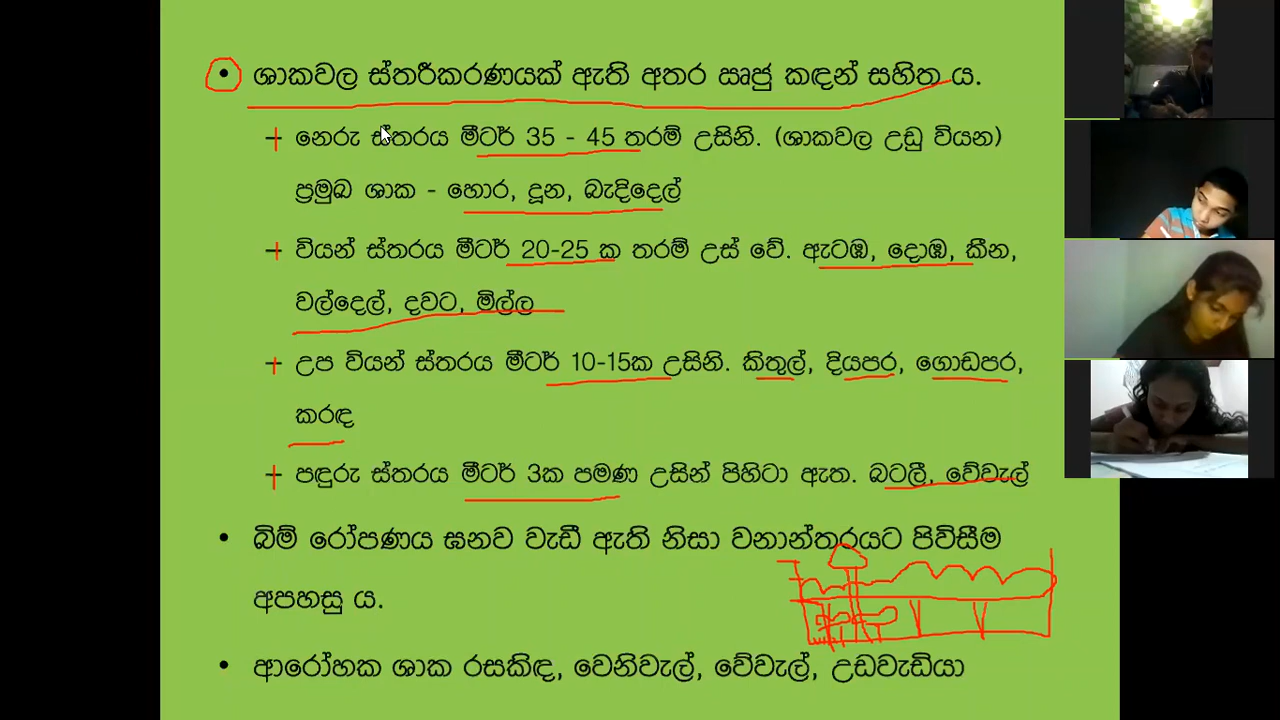 • ශාකවල ස්තරීකරණයක් ඇති අතර ඍජු කඳන් සහිත ය.
නෙරු ස්තරය මීටර් 35 - 45 තරම් උසිනි. (ශාකවල උඩු වියන)
ප්‍රමුඛ ශාක - හොර, දූන, බැදිදෙල්
වියන් ස්තරය මීටර් 20-25 ක තරම් උස් වේ. ඇටඹ, දොඹ, කීන,
වල්දෙල්, දවට, මිල්ල
උප වියන් ස්තරය මීටර් 10-15ක උසිනි. කිතුල්, දියපර, ගොඩපර,
කරඳ
පඳුරු ස්තරය මීටර් 3ක පමණ උසින් පිහිටා ඇත. බටලී, වේවැල්
• බිම් රෝපණය ඝනව වැඩී ඇති නිසා වනාන්තරයට පිවිසීම
අපහසු ය.
• ආරෝහක ශාක රසකිඳ, වෙනිවැල්, වේවැල්, උඩවැඩියා